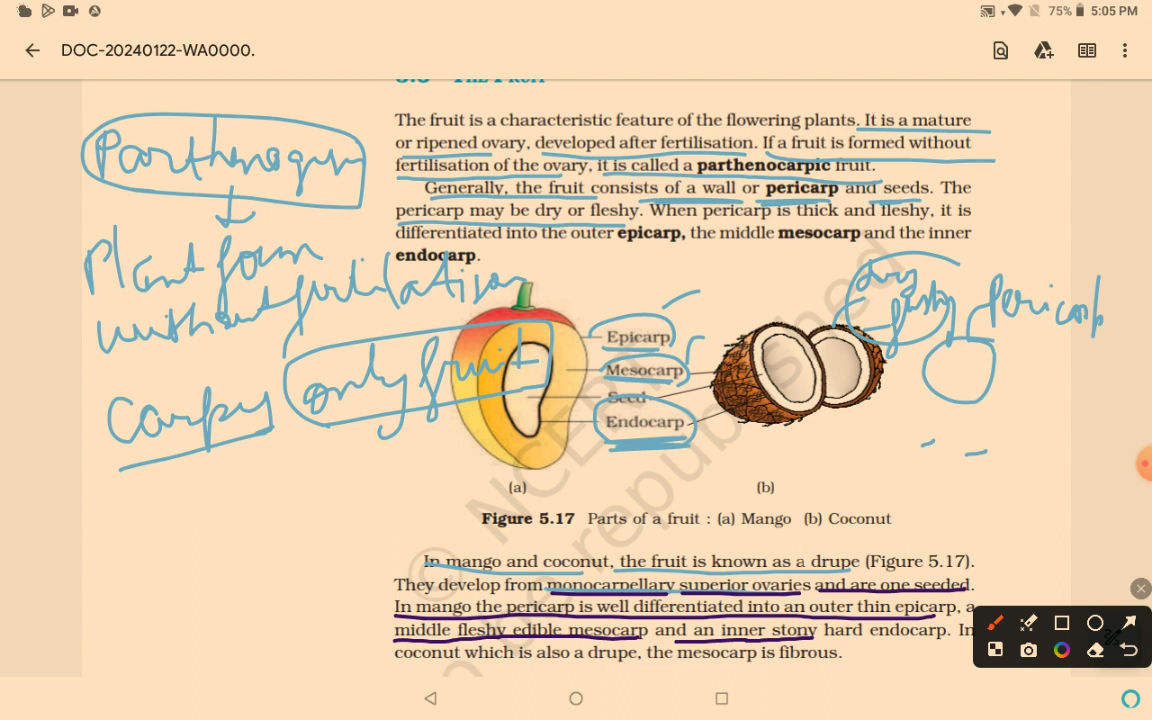 75% 5:05 PM
DOC-20240122-WA0000.
The fruit is a characteristic feature of the flowering plants. It is a mature
or ripened ovary, developed after fertilisation. If a fruit is formed without
fertilisation of the ovary, it is called a parthenocarpic fruit.
Generally, the fruit consists of a wall or pericarp and seeds. The
pericarp may be dry or fleshy. When pericarp is thick and fleshy, it is
differentiated into the outer epicarp, the middle mesocarp and the inner
endocarp.
Plant form
without
only fruit
dry
Pericarp
Epicarp
Mesocarp
Seed
Endocarp
(a)
(b)
Figure 5.17 Parts of a fruit : (a) Mango (b) Coconut
In mango and coconut, the fruit is known as a drupe (Figure 5.17).
They develop from monocarpellary superior ovaries and are one seeded.
In mango the pericarp is well differentiated into an outer thin epicarp, a
middle fleshy edible mesocarp and an inner stony hard endocarp. In
coconut which is also a drupe, the mesocarp is fibrous.
© NCERT
republished